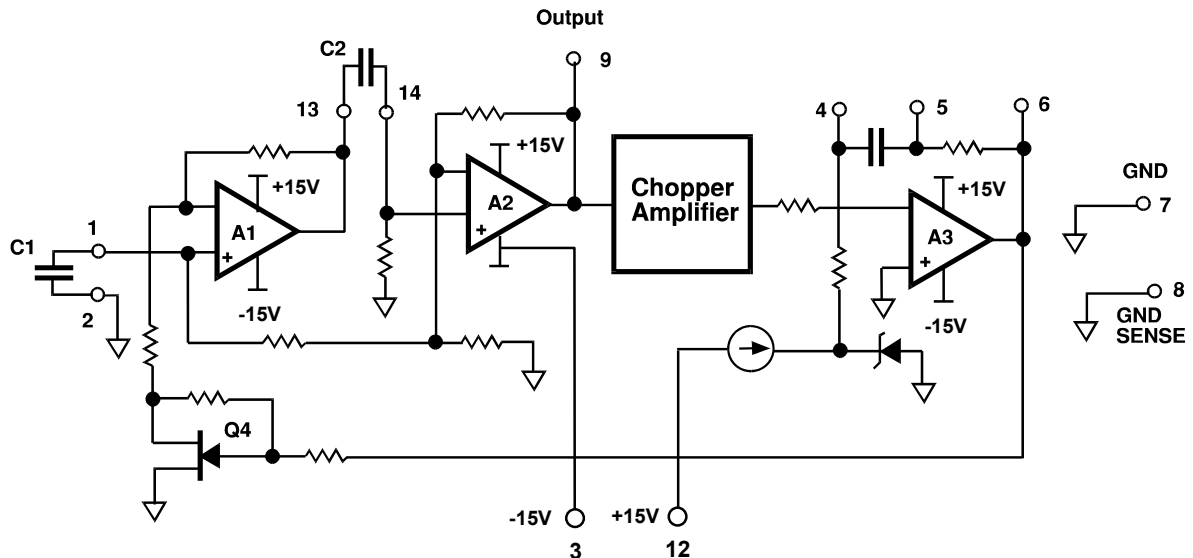 Output
C2
9
13
14
4
5
6
+15V
+15V
GND
Chopper
Amplifier
+15V
7
A1
A2
A3
C1
1
+
+
+
8
2
-15V
-15V
GND
SENSE
Q4
-15V
+15V
3
12